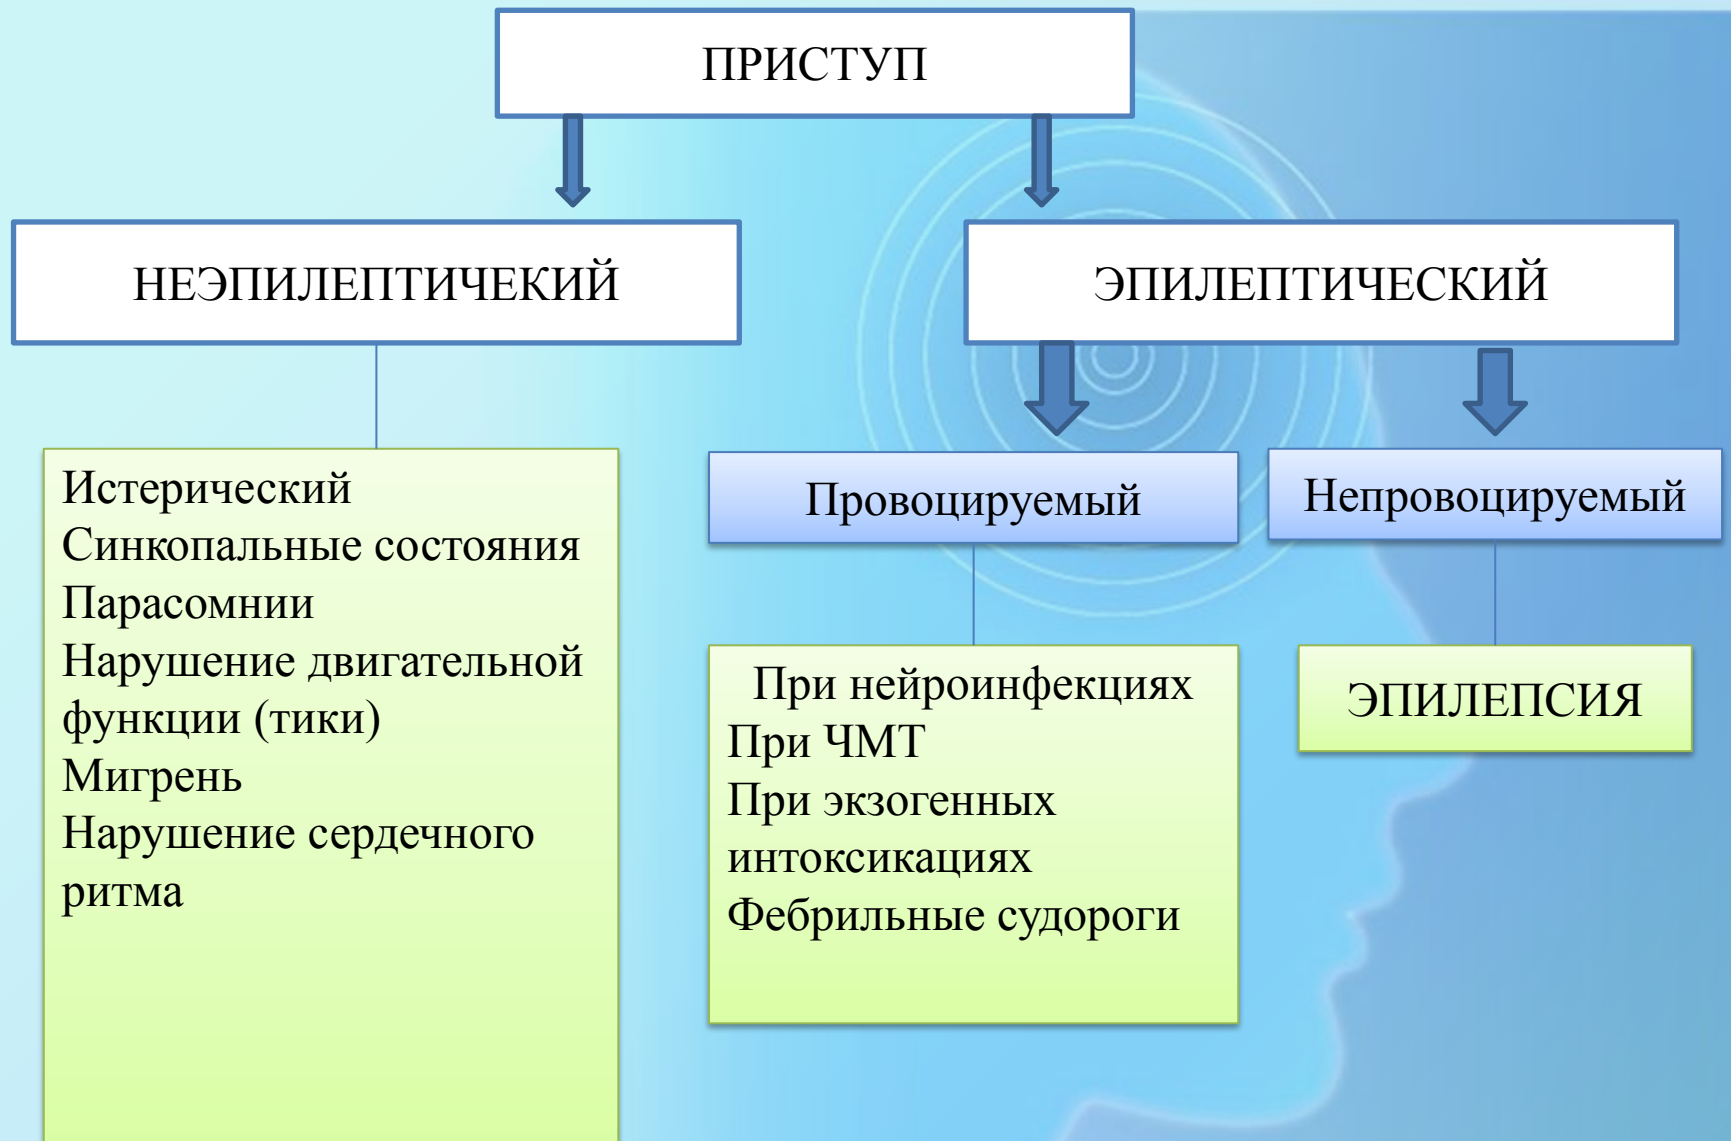 ПРИСТУП
НЕЭПИЛЕПТИЧЕКИЙ
ЭПИЛЕПТИЧЕСКИЙ
Истерический
Синкопальные состояния
Парасомнии
Нарушение двигательной
функции (тики)
Мигрень
Нарушение сердечного
ритма
Провоцируемый
При нейроинфекциях
При ЧМТ
При экзогенных
интоксикациях
Фебрильные судороги
Непровоцируемый
ЭПИЛЕПСИЯ